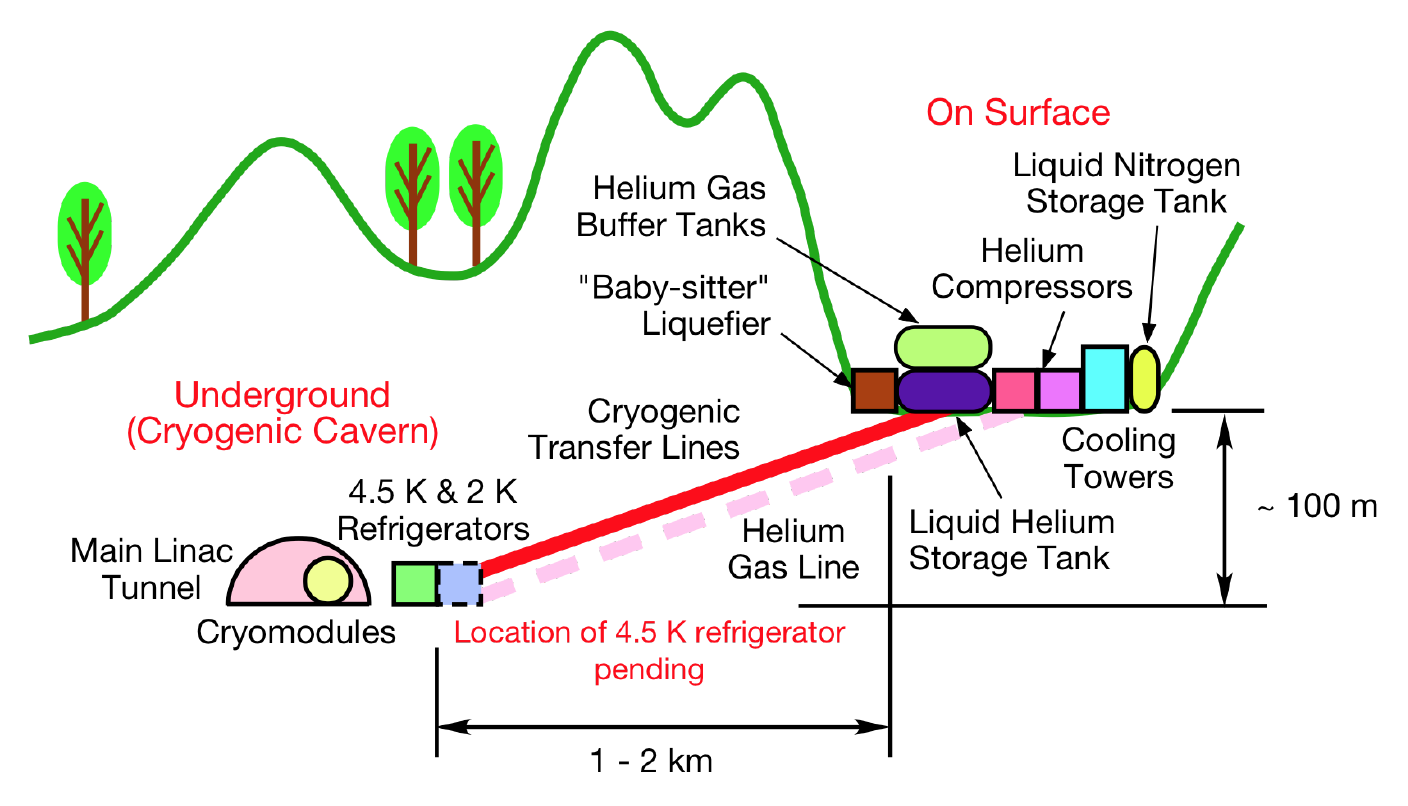 On Surface
Liquid Nitrogen
Storage Tank
Helium Gas
Buffer Tanks
Helium
Compressors
"Baby-sitter"
Liquefier
Underground
(Cryogenic Cavern)
Cryogenic
Transfer Lines
Cooling
Towers
4.5 K & 2 K
Refrigerators
~ 100 m
Liquid Helium
Storage Tank
Helium
Gas Line
Main Linac
Tunnel
Cryomodules
Location of 4.5 K refrigerator
pending
1 - 2 km